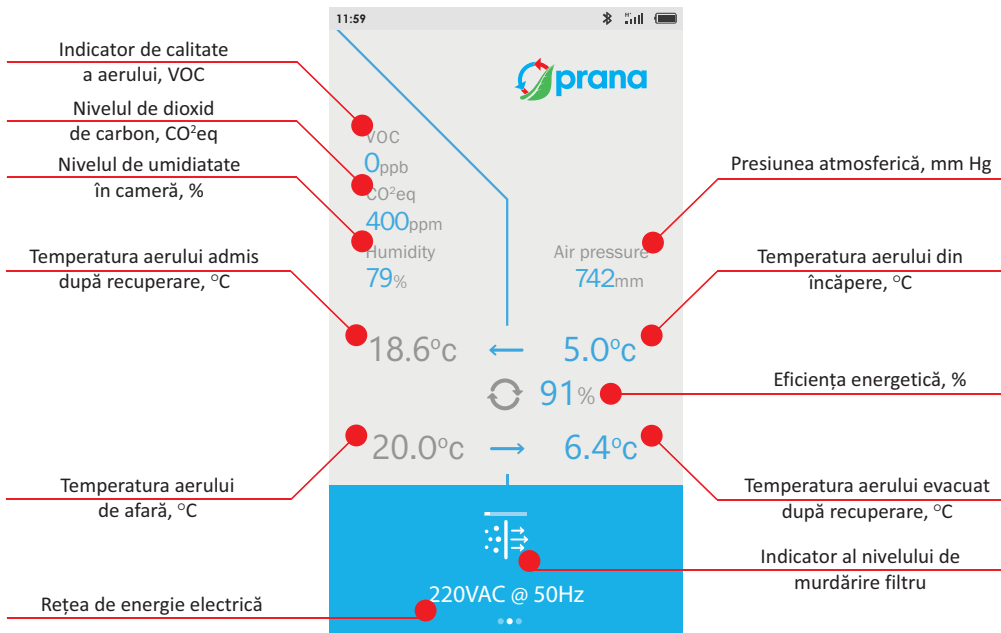 11:59
Indicator de calitate
a aerului, VOC
Nivelul de dioxid
de carbon, CO²eq
Nivelul de umidiatate
în cameră, %
Temperatura aerului admis
după recuperare, °C
Temperatura aerului
de afară, °C
Rețea de energie electrică
prana
VOC
0ppb
CO²eq
400ppm
Humidity
79%
Air pressure
742mm
18.6°c ← 5.0°c
91%
20.0°c → 6.4°c
220VAC @ 50Hz
Presiunea atmosferică, mm Hg
Temperatura aerului din
încăpere, °C
Eficiența energetică, %
Temperatura aerului evacuat
după recuperare, °C
Indicator al nivelului de
murdărire filtru